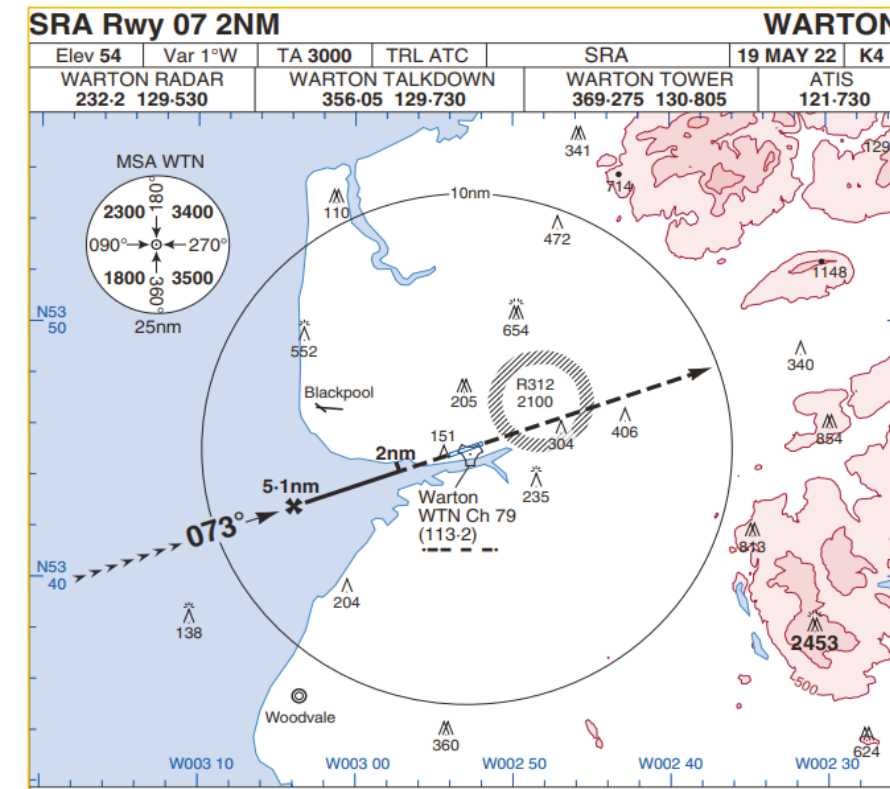 SRA Rwy 07 2NM WARTON
Elev 54 Var 1°W TA 3000 TRL ATC SRA 19 MAY 22 K4
WARTON RADAR WARTON TALKDOWN WARTON TOWER ATIS
232·2 129·530 356·05 129·730 369·275 130·805 121·730
MSA WTN
180°
2300 3400
090° 270°
1800 3500
360°
25nm
341
129
714
110
10nm
472
1148
N53
50
654
552
340
R312
2100
Blackpool
205
854
406
304
151
2nm
5·1nm
235
Warton
WTN Ch 79
(113·2)
073°
813
N53
40
204
138
2453
500
Woodvale
360
624
W003 10 W003 00 W002 50 W002 40 W002 30